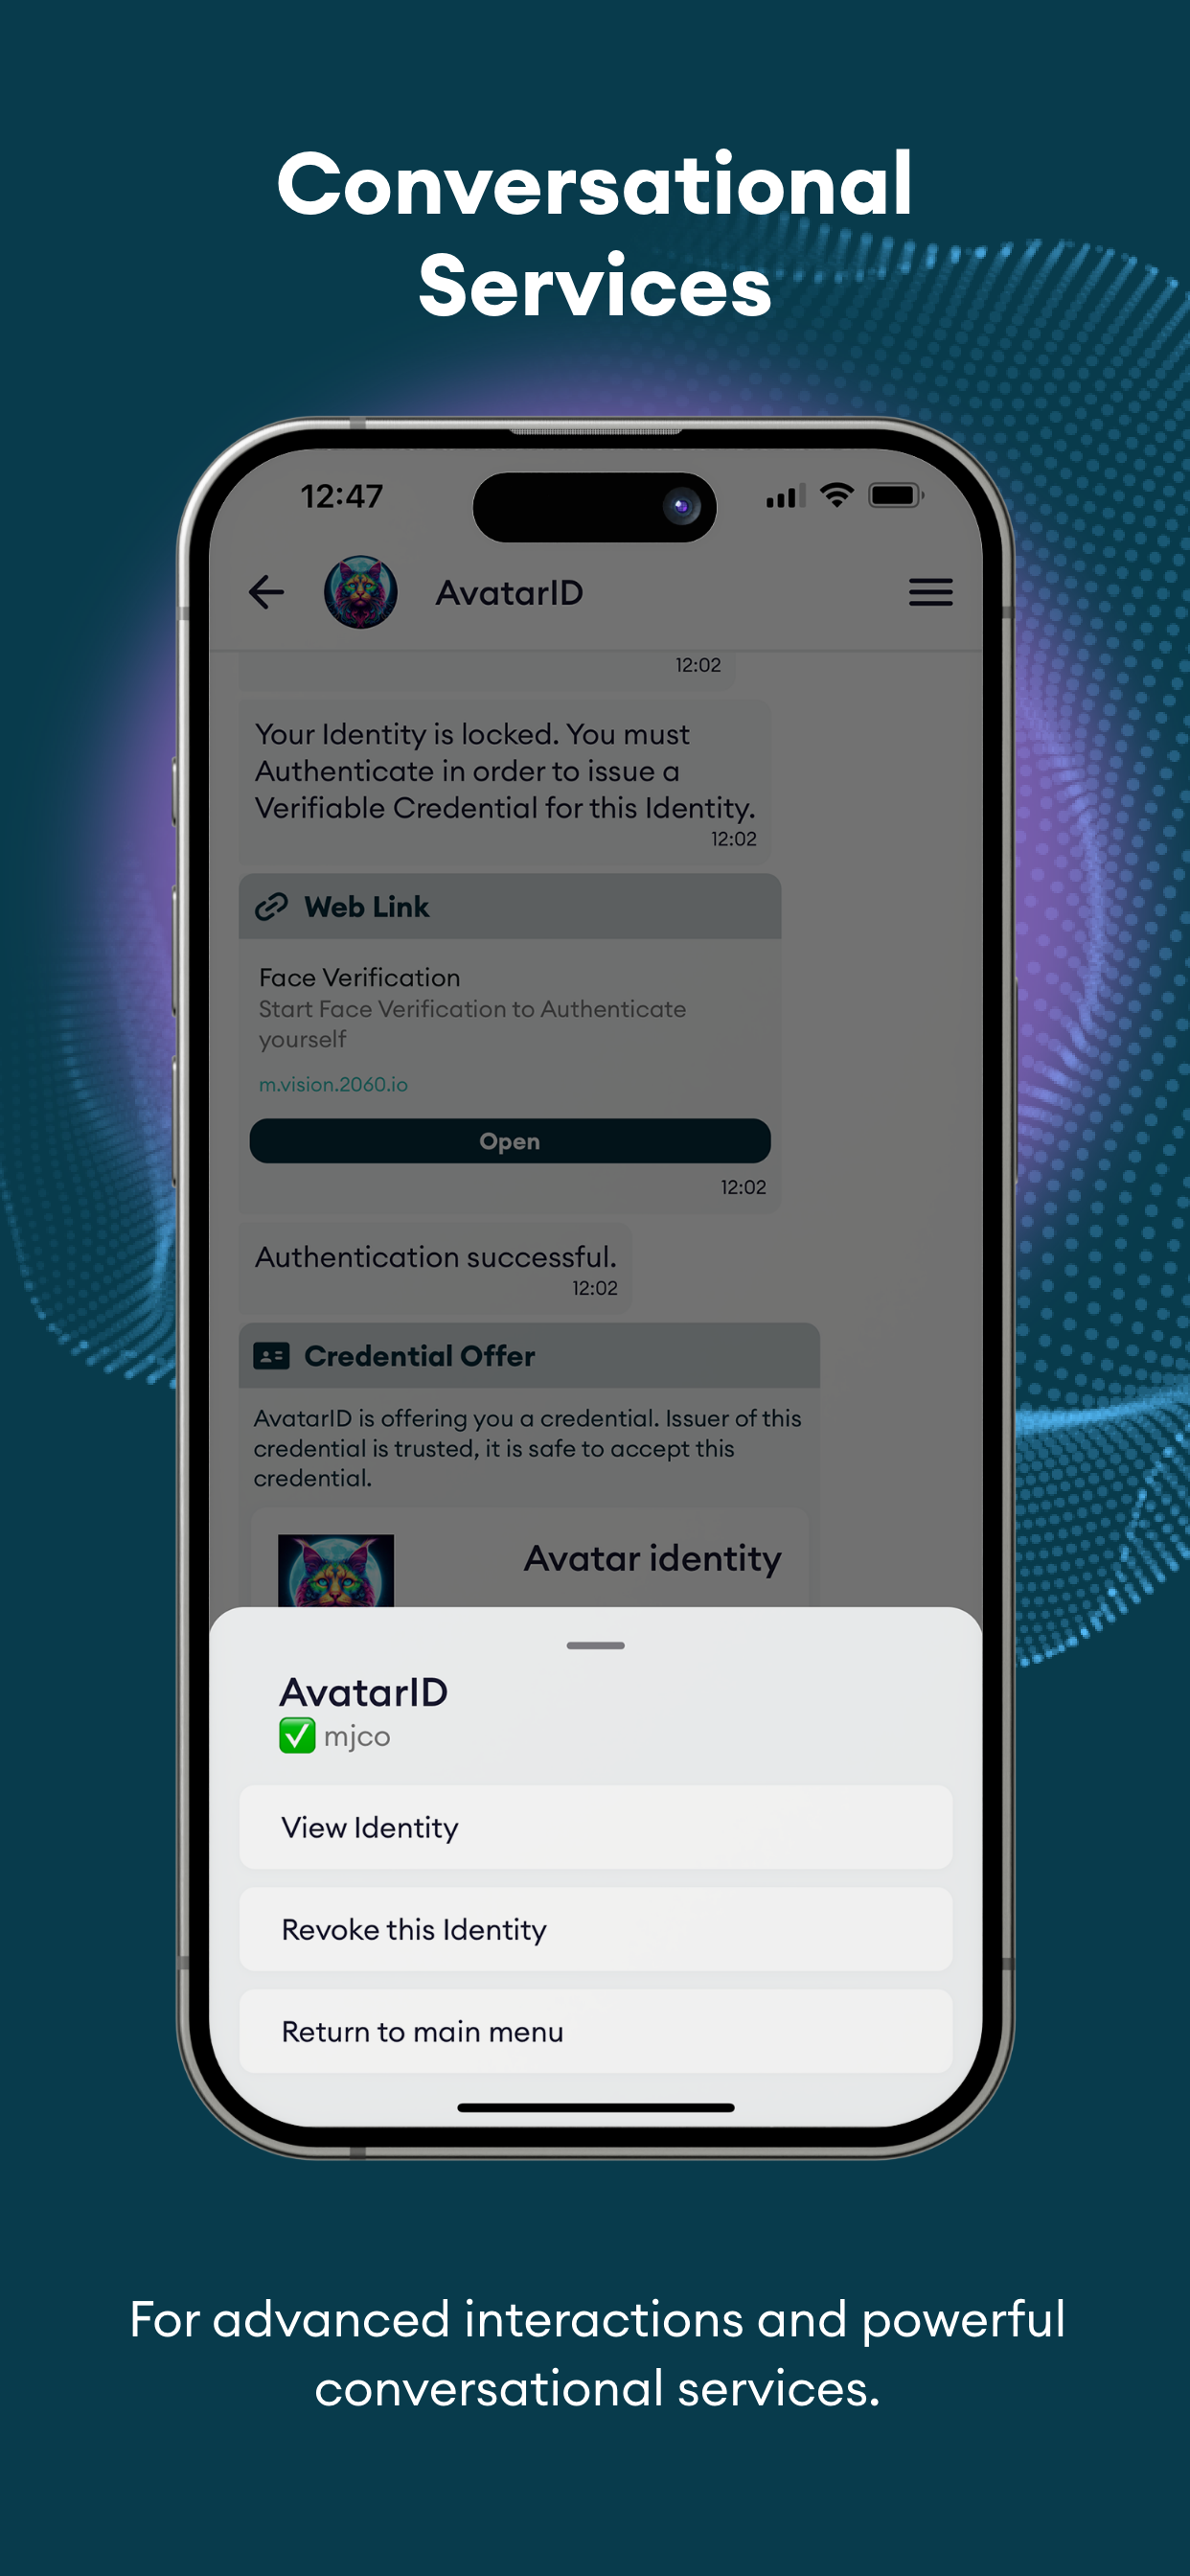 Conversational
Services
12:47
AvatarID
12:02
Your Identity is locked. You must
Authenticate in order to issue a
Verifiable Credential for this Identity.
12:02
Web Link
Face Verification
Start Face Verification to Authenticate
yourself
m.vision.2060.io
Open
12:02
Authentication successful.
12:02
Credential Offer
AvatarID is offering you a credential. Issuer of this
credential is trusted, it is safe to accept this
credential.
Avatar identity
AvatarID
✅ mjco
View Identity
Revoke this Identity
Return to main menu
For advanced interactions and powerful
conversational services.